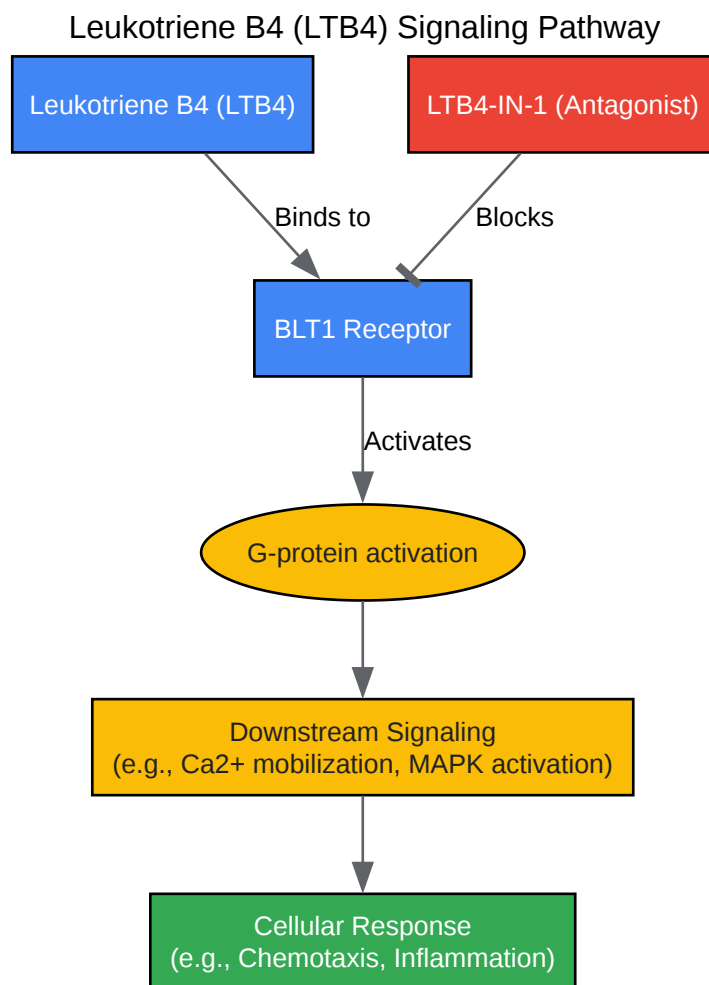 Leukotriene B4 (LTB4) Signaling Pathway
Leukotriene B4 (LTB4)
LTB4-IN-1 (Antagonist)
Binds to
Blocks
BLT1 Receptor
Activates
G-protein activation
Downstream Signaling
(e.g., Ca2+ mobilization, MAPK activation)
Cellular Response
(e.g., Chemotaxis, Inflammation)